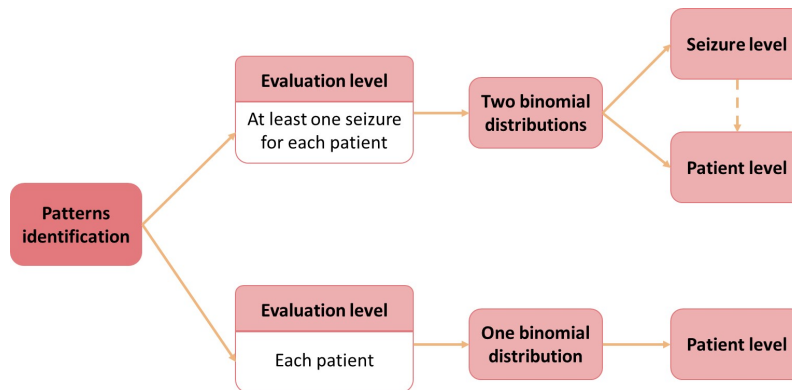 Patterns
identification
Evaluation level
At least one seizure
for each patient
Two binomial
distributions
Seizure level
Patient level
Evaluation level
Each patient
One binomial
distribution
Patient level